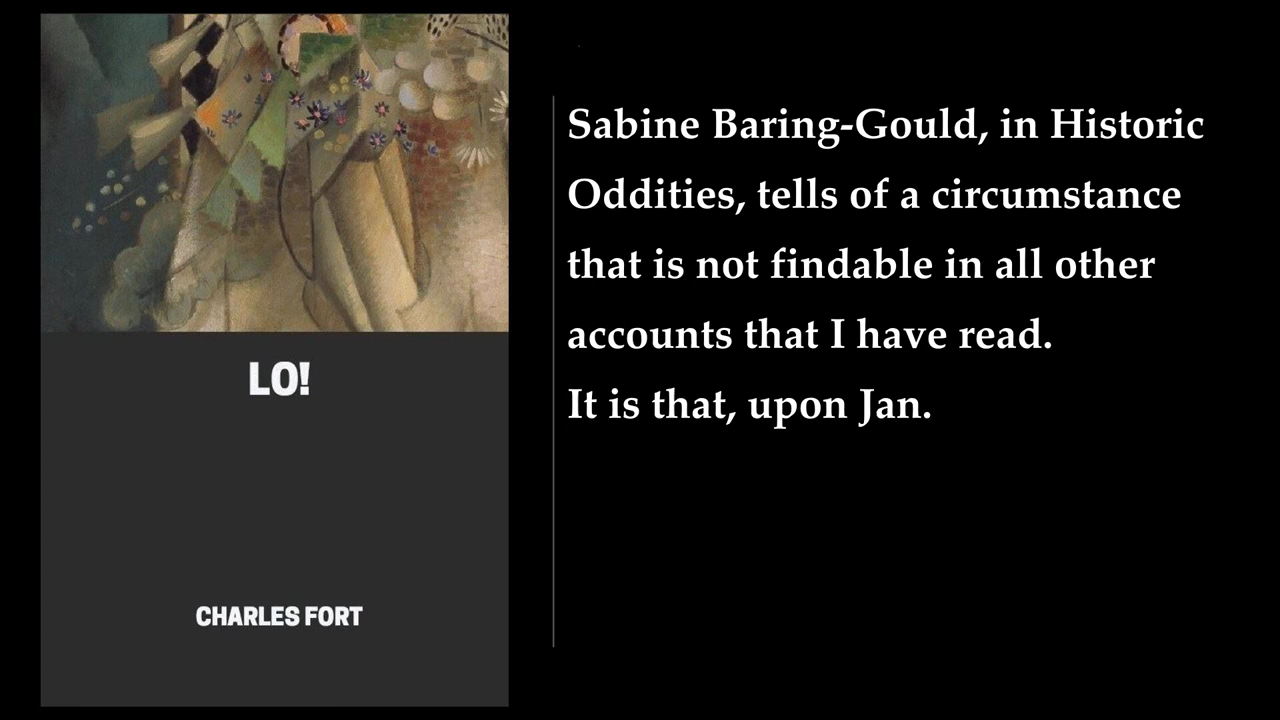 LO!
CHARLES FORT
Sabine Baring-Gould, in Historic
Oddities, tells of a circumstance
that is not findable in all other
accounts that I have read.
It is that, upon Jan.